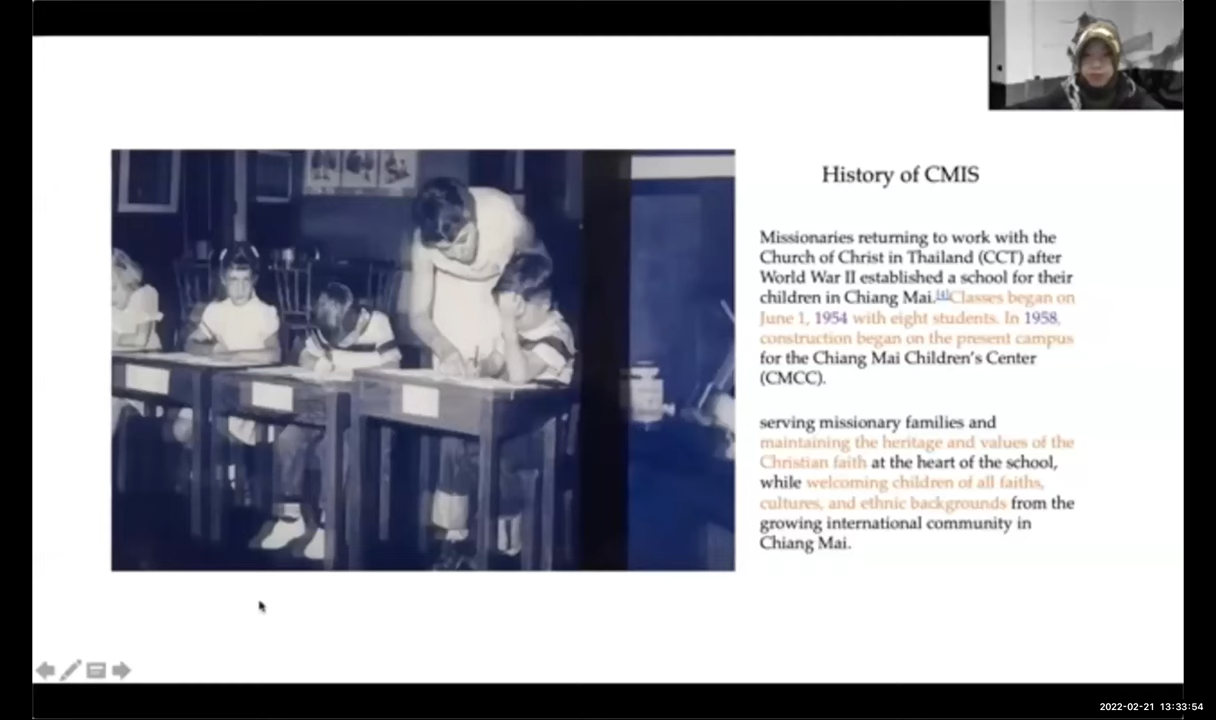 History of CMIS
Missionaries returning to work with the
Church of Christ in Thailand (CCT) after
World War II established a school for their
children in Chiang Mai.[4]Classes began on
June 1, 1954 with eight students. In 1958,
construction began on the present campus
for the Chiang Mai Children's Center
(CMCC).
serving missionary families and
maintaining the heritage and values of the
Christian faith at the heart of the school,
while welcoming children of all faiths,
cultures, and ethnic backgrounds from the
growing international community in
Chiang Mai.
2022-02-21 13:33:54